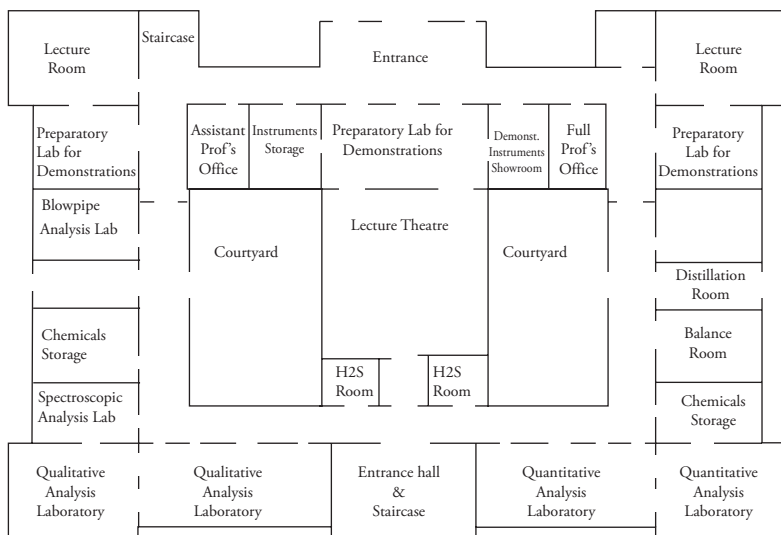 Lecture
Room
Staircase
Entrance
Lecture
Room
Preparatory
Lab for
Demonstrations
Assistant
Prof's
Office
Instruments
Storage
Preparatory Lab for
Demonstrations
Demonst.
Instruments
Showroom
Full
Prof's
Office
Preparatory
Lab for
Demonstrations
Blowpipe
Analysis Lab
Courtyard
Lecture Theatre
Courtyard
Distillation
Room
Chemicals
Storage
Balance
Room
H2S
Room
H2S
Room
Spectroscopic
Analysis Lab
Chemicals
Storage
Qualitative
Analysis
Laboratory
Qualitative
Analysis
Laboratory
Entrance hall
&
Staircase
Quantitative
Analysis
Laboratory
Quantitative
Analysis
Laboratory